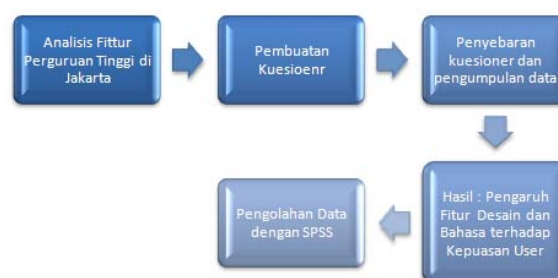 Analisis Fittur
Perguruan Tinggi di
Jakarta
Pembuatan
Kuesioenr
Penyebaran
kuesioner dan
pengumpulan data
Hasil : Pengaruh
Fitur Desain dan
Bahasa terhadap
Kepuasan User
Pengolahan Data
dengan SPSS